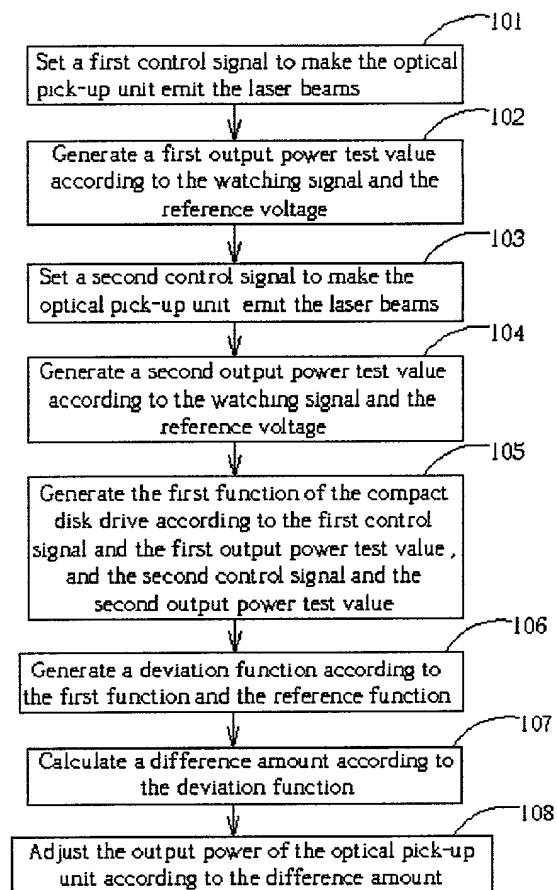 101
Set a first control signal to make the optical
pick-up unit emit the laser beams
102
Generate a first output power test value
according to the watching signal and the
reference voltage
103
Set a second control signal to make the
optical pick-up unit emit the laser beams
104
Generate a second output power test value
according to the watching signal and the
reference voltage
105
Generate the first function of the compact
disk drive according to the first control
signal and the first output power test value ,
and the second control signal and the
second output power test value
106
Generate a deviation function according to
the first function and the reference function
107
Calculate a difference amount according to
the deviation function
108
Adjust the output power of the optical pick-up
unit according to the difference amount